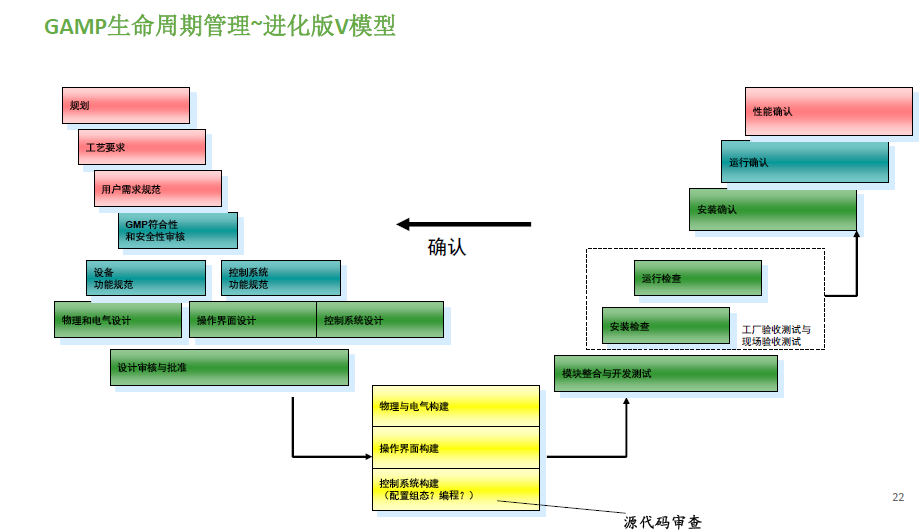 GAMP生命周期管理~进化版V模型
规划
工艺要求
用户需求规范
GMP符合性
和安全性审核
设备
功能规范
控制系统
功能规范
物理和电气设计
操作界面设计
控制系统设计
设计审核与批准
确认
物理与电气构建
操作界面构建
控制系统构建
（配置组态？编程？）
源代码审查
性能确认
运行确认
安装确认
运行检查
安装检查
工厂验收测试与
现场验收测试
模块整合与开发测试
22